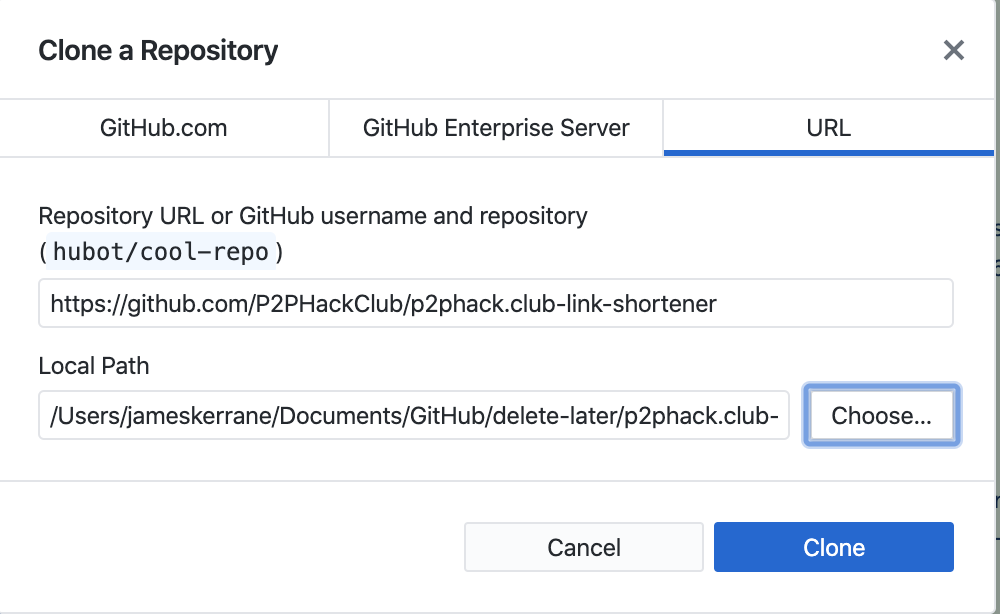 Clone a Repository
GitHub.com
GitHub Enterprise Server
URL
Repository URL or GitHub username and repository
(hubot/cool-repo)
https://github.com/P2PHackClub/p2phack.club-link-shortener
Local Path
/Users/jameskerrane/Documents/GitHub/delete-later/p2phack.club-
Choose...
Cancel
Clone